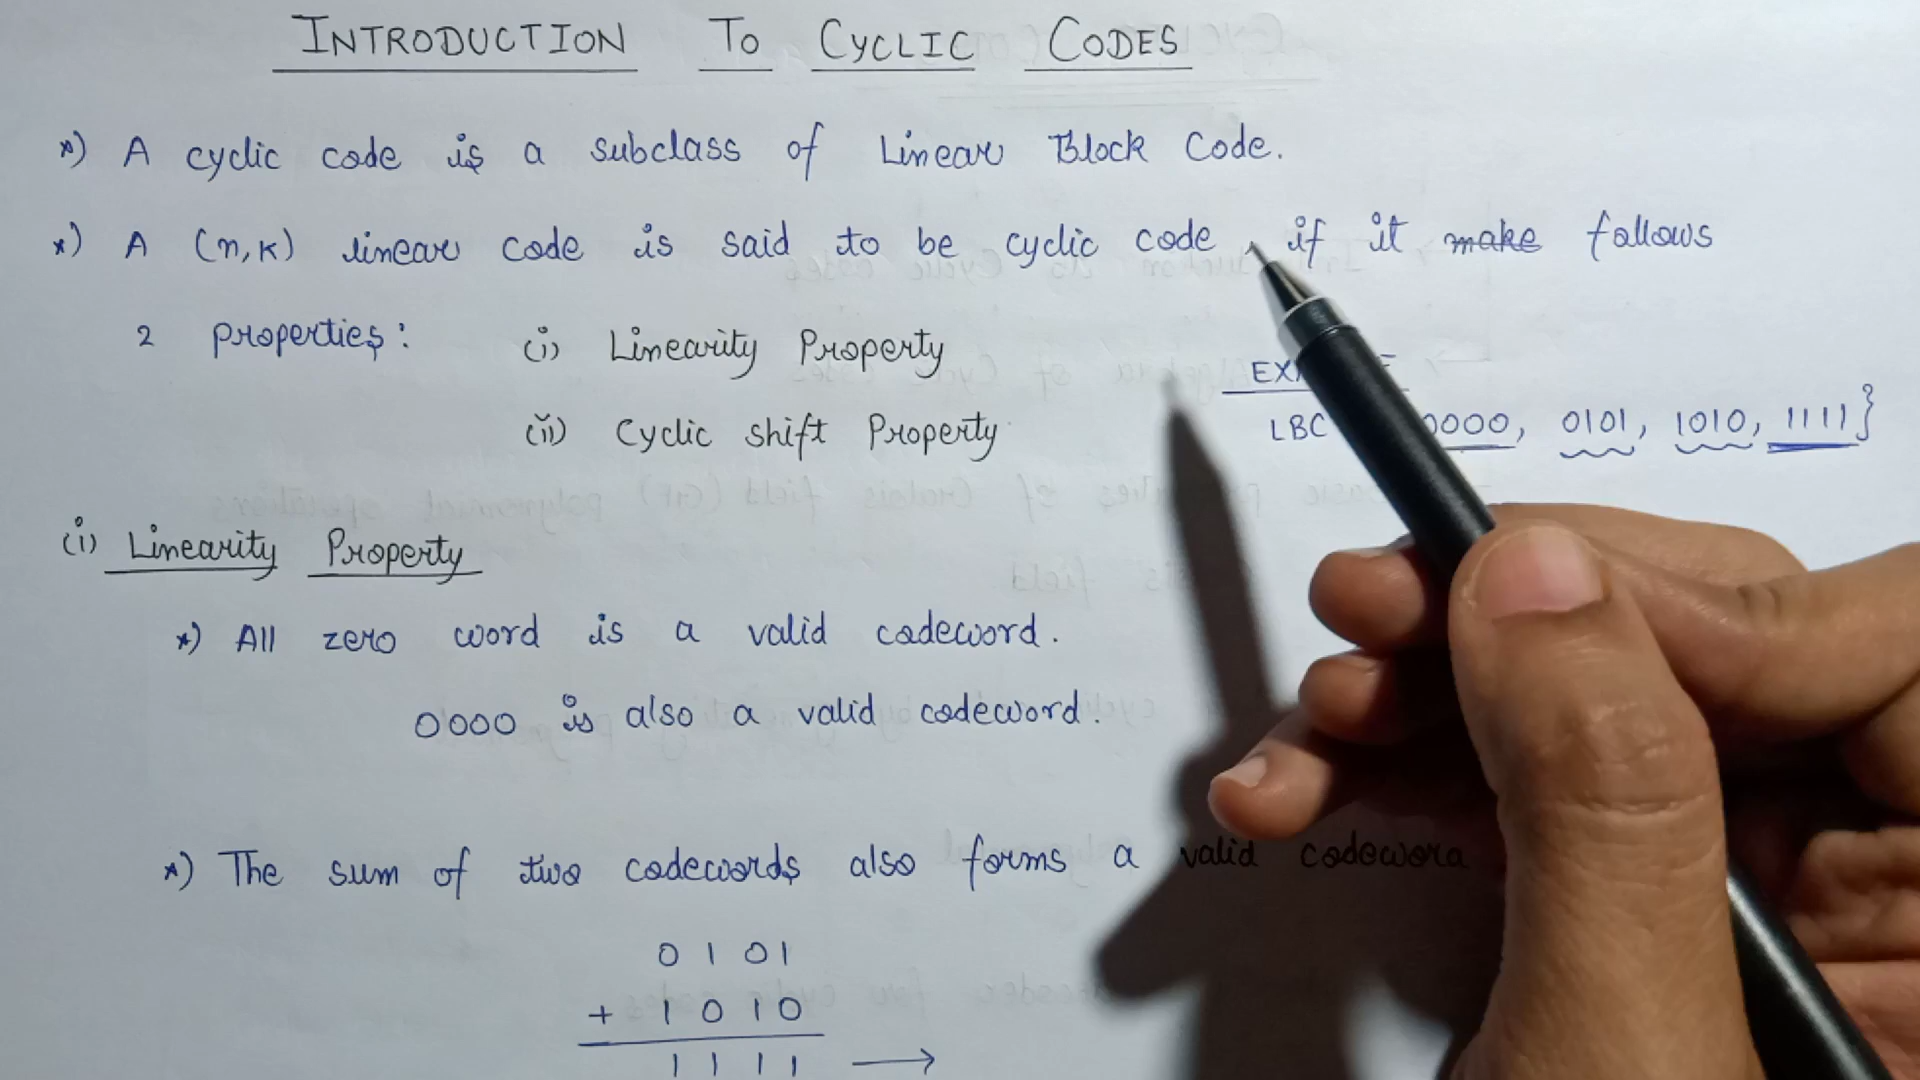 INTRODUCTION TO CYCLIC CODES
*) A cyclic code is a subclass of Linear Block Code.
*) A (n,k) linear code is said to be cyclic code, if it make follows
2 properties: (i) Linearity Property
(ii) Cyclic shift Property
LBC 0000, 0101, 1010, 1111}
(i) Linearity Property
*) All zero word is a valid codeword.
0000 is also a valid codeword.
*) The sum of two codewords also forms a valid codeword
0101
+ 1010
1111 ⟶